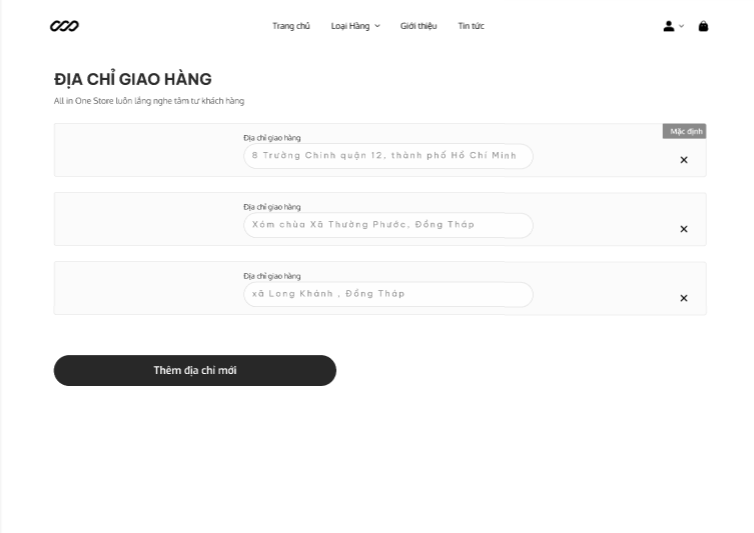 Trang chủ Loại Hàng Giới thiệu Tin tức
ĐỊA CHỈ GIAO HÀNG
All in One Store luôn lắng nghe tâm tư khách hàng
Mặc định
Địa chỉ giao hàng
8 Trường Chinh quận 12, thành phố Hồ Chí Minh
Địa chỉ giao hàng
Xóm chùa Xã Thường Phước, Đồng Tháp
Địa chỉ giao hàng
xã Long Khánh , Đồng Tháp
Thêm địa chỉ mới